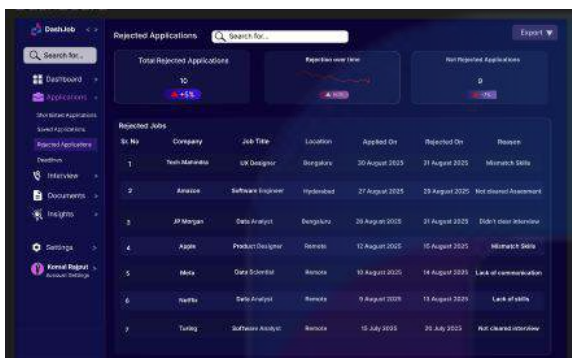 DashJob < >
Search for...
Dashboard
Applications
Shortlisted Applications
Saved Applications
Rejected Applications
Deadlines
Interview >
Documents >
Insights >
Settings >
Komal Rajput >
Account Settings
Rejected Applications
Search for...
Export ▼
Total Rejected Applications
10
+5%
Rejection over time
Not Rejected Applications
Rejected Jobs
Sr. No Company Job Title Location Applied On Rejected On Reason
1 Tech Mahindra UX Designer Bengaluru 30 August 2025 31 August 2025 Mismatch Skills
2 Amazon Software Engineer Hyderabad 27 August 2025 29 August 2025 Not cleared Assessment
3 JP Morgan Data Analyst Bengaluru 28 August 2025 31 August 2025 Didn't clear interview
4 Apple Product Designer Remote 12 August 2025 15 August 2025 Mismatch Skills
5 Meta Data Scientist Remote 10 August 2025 14 August 2025 Lack of communication
6 Netflix Data Analyst Remote 9 August 2025 13 August 2025 Lack of skills
7 Turing Software Analyst Remote 15 July 2025 20 July 2025 Not cleared interview